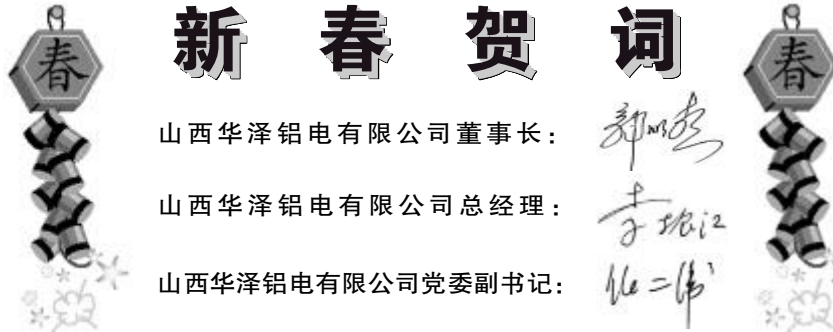 春
新春贺词
春
山西华泽铝电有限公司董事长：
山西华泽铝电有限公司总经理：
山西华泽铝电有限公司党委副书记：